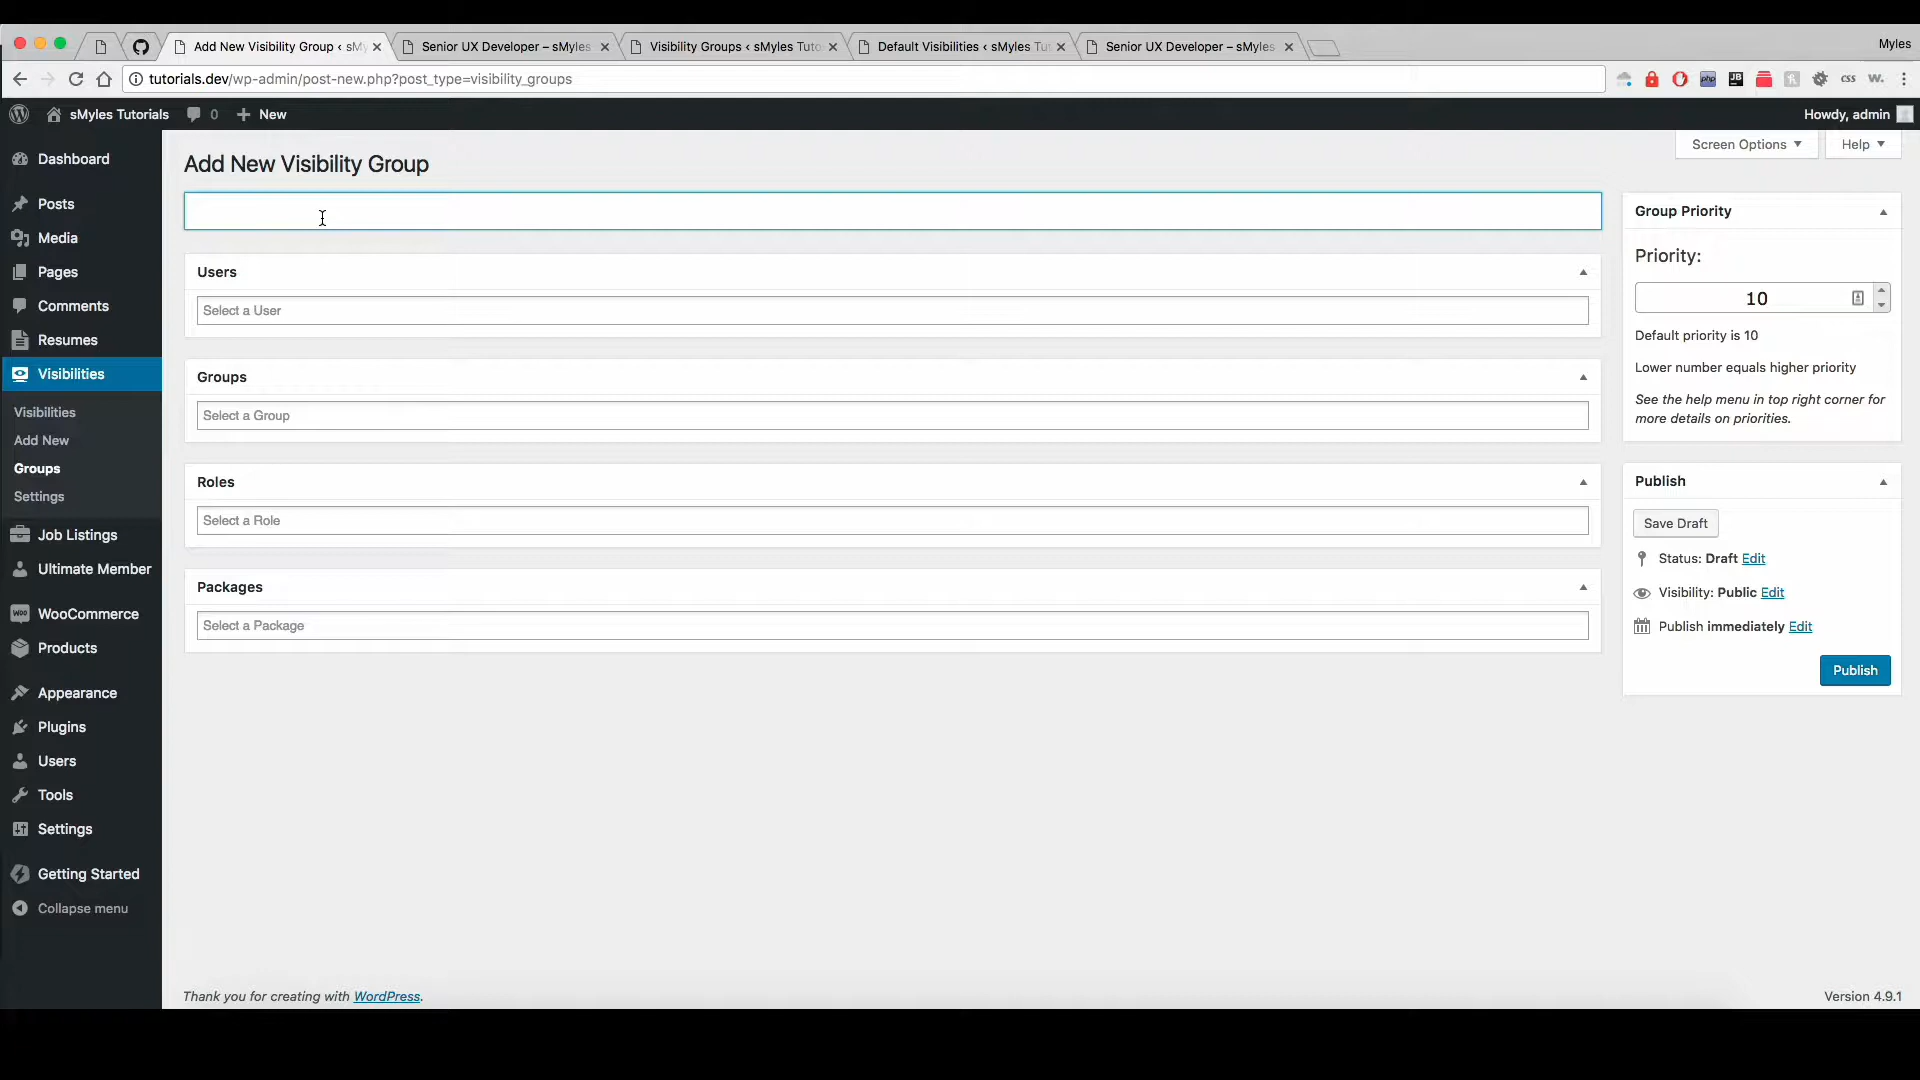 Add New Visibility Group ‹ sM
Senior UX Developer – sMyles
Visibility Groups ‹ sMyles Tuto
Default Visibilities ‹ sMyles Tut
Senior UX Developer – sMyles
Myles
tutorials.dev/wp-admin/post-new.php?post_type=visibility_groups
php
JB
CSS
W.
sMyles Tutorials
0
New
Howdy, admin
Dashboard
Posts
Media
Pages
Comments
Resumes
Visibilities
Visibilities
Add New
Groups
Settings
Job Listings
Ultimate Member
WooCommerce
Products
Appearance
Plugins
Users
Tools
Settings
Getting Started
Collapse menu
Screen Options
Help
Add New Visibility Group
Users
Select a User
Groups
Select a Group
Roles
Select a Role
Packages
Select a Package
Group Priority
Priority:
10
Default priority is 10
Lower number equals higher priority
See the help menu in top right corner for
more details on priorities.
Publish
Save Draft
Status: Draft Edit
Visibility: Public Edit
Publish immediately Edit
Publish
Thank you for creating with WordPress.
Version 4.9.1